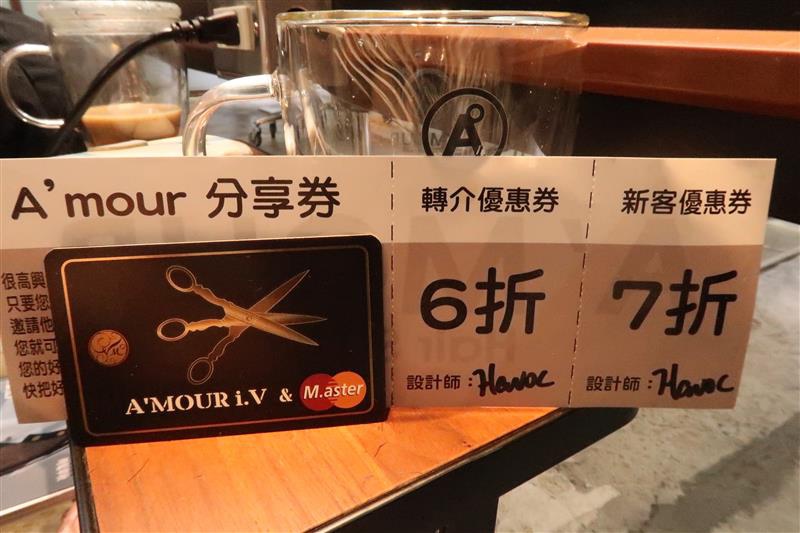 A'mour 分享券
轉介優惠券
新客優惠券
6折
7折
設計師：Havoc
設計師：Havoc
很高興
只要您
邀請他
您就可
您的好
快把好
A'MOUR i.V & M.aster
A